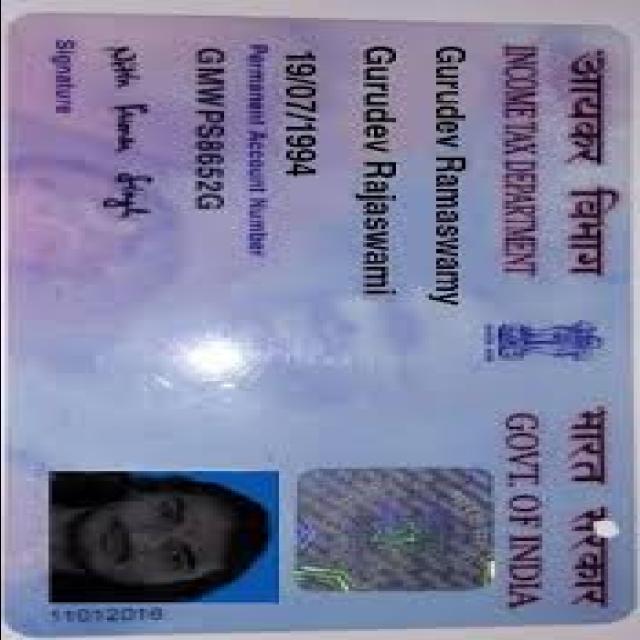 आयकर विभाग
INCOME TAX DEPARTMENT
भारत सरकार
GOVT. OF INDIA
Gurudev Ramaswamy
Gurudev Rajaswami
19/07/1994
Permanent Account Number
GMWPS8652G
Signature
11012016